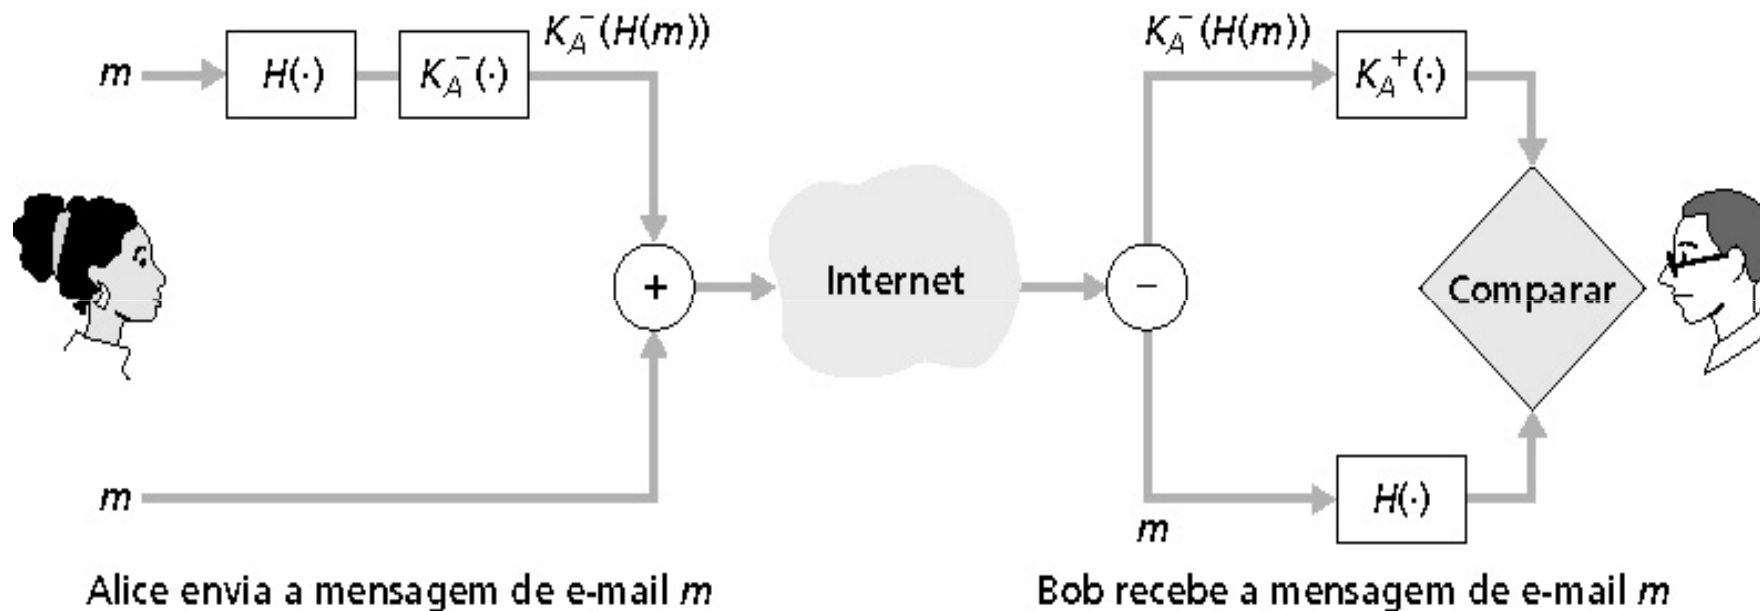 K_A^-(H(m))
K_A^-(H(m))
m
H(·)
K_A^-(·)
K_A^+(·)
+
Internet
−
Comparar
m
H(·)
m
Alice envia a mensagem de e-mail m
Bob recebe a mensagem de e-mail m